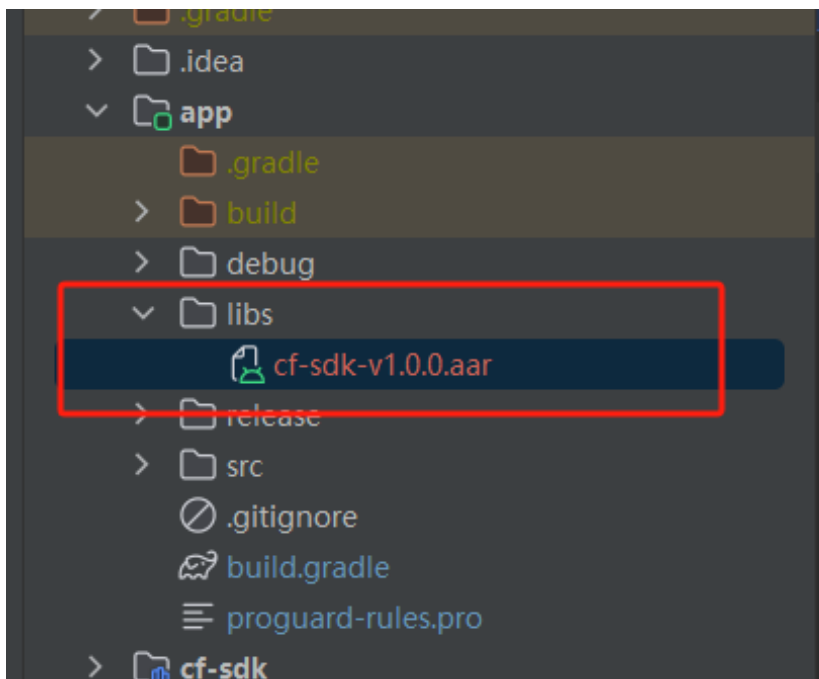 .gradle
.idea
app
.gradle
build
debug
libs
cf-sdk-v1.0.0.aar
release
src
.gitignore
build.gradle
proguard-rules.pro
cf-sdk